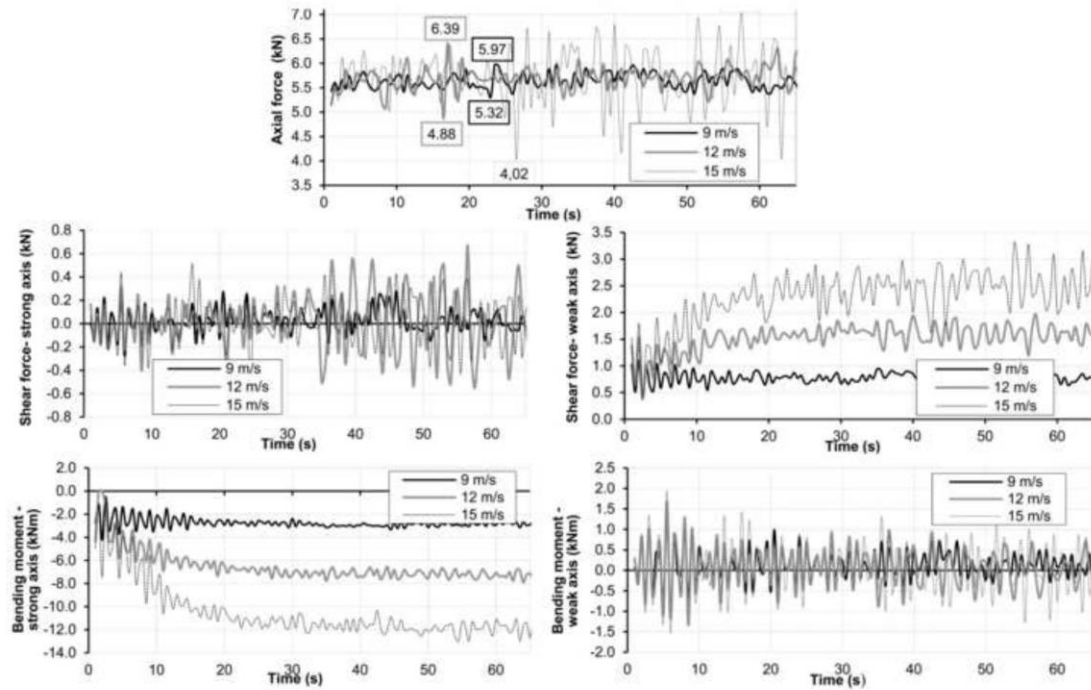 Axial force (kN)
7.0
6.5
6.0
5.5
5.0
4.5
4.0
3.5
6.39
5.97
5.32
4.88
4,02
9 m/s
12 m/s
15 m/s
0 10 20 30 40 50 60
Time (s)
Shear force- strong axis (kN)
0.8
0.6
0.4
0.2
0.0
-0.2
-0.4
-0.6
-0.8
9 m/s
12 m/s
15 m/s
0 10 20 30 40 50 60
Time (s)
Shear force- weak axis (kN)
3.5
3.0
2.5
2.0
1.5
1.0
0.5
0.0
9 m/s
12 m/s
15 m/s
0 10 20 30 40 50 60
Time (s)
Bending moment -
strong axis (kNm)
2.0
0.0
-2.0
-4.0
-6.0
-8.0
-10.0
-12.0
-14.0
9 m/s
12 m/s
15 m/s
0 10 20 30 40 50 60
Time (s)
Bending moment -
weak axis (kNm)
2.5
2.0
1.5
1.0
0.5
0.0
-0.5
-1.0
-1.5
-2.0
9 m/s
12 m/s
15 m/s
0 10 20 30 40 50 60
Time (s)